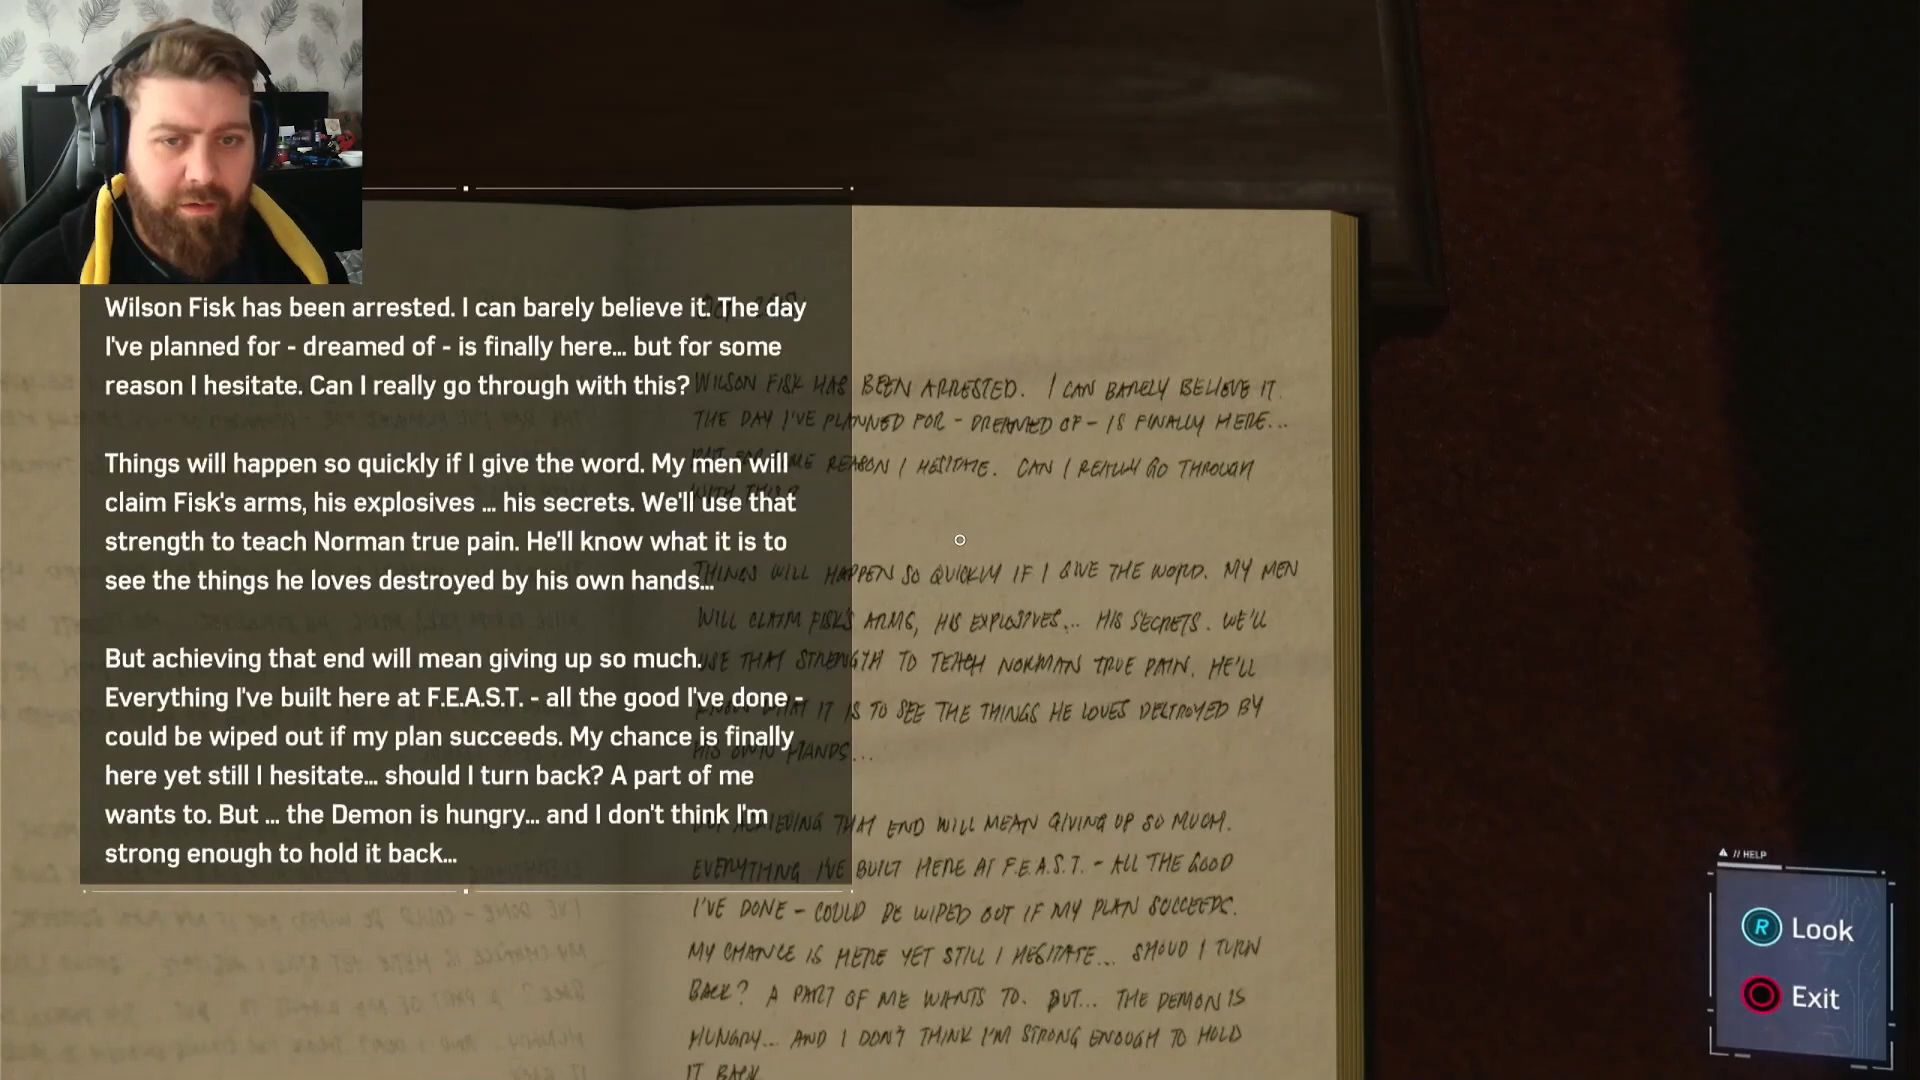 Wilson Fisk has been arrested. I can barely believe it. The day
I've planned for - dreamed of - is finally here... but for some
reason I hesitate. Can I really go through with this?
Things will happen so quickly if I give the word. My men will
claim Fisk's arms, his explosives ... his secrets. We'll use that
strength to teach Norman true pain. He'll know what it is to
see the things he loves destroyed by his own hands...
But achieving that end will mean giving up so much.
Everything I've built here at F.E.A.S.T. - all the good I've done -
could be wiped out if my plan succeeds. My chance is finally
here yet still I hesitate... should I turn back? A part of me
wants to. But ... the Demon is hungry... and I don't think I'm
strong enough to hold it back...
WILSON FISK HAS BEEN ARRESTED. I CAN BARELY BELIEVE IT.
THE DAY I'VE PLANNED FOR - DREAMED OF - IS FINALLY HERE...
BUT FOR SOME REASON I HESITATE. CAN I REALLY GO THROUGH
WITH THIS?
THINGS WILL HAPPEN SO QUICKLY IF I GIVE THE WORD. MY MEN
WILL CLAIM FISK'S ARMS, HIS EXPLOSIVES... HIS SECRETS. WE'LL
USE THAT STRENGTH TO TEACH NORMAN TRUE PAIN. HE'LL
KNOW WHAT IT IS TO SEE THE THINGS HE LOVES DESTROYED BY
HIS OWN HANDS...
BUT ACHIEVING THAT END WILL MEAN GIVING UP SO MUCH.
EVERYTHING I'VE BUILT HERE AT F.E.A.S.T. - ALL THE GOOD
I'VE DONE - COULD BE WIPED OUT IF MY PLAN SUCCEEDS.
MY CHANCE IS HERE YET STILL I HESITATE... SHOUD I TURN
BACK? A PART OF ME WANTS TO. BUT... THE DEMON IS
HUNGRY... AND I DON'T THINK I'M STRONG ENOUGH TO HOLD
IT BACK
// HELP
R Look
Exit